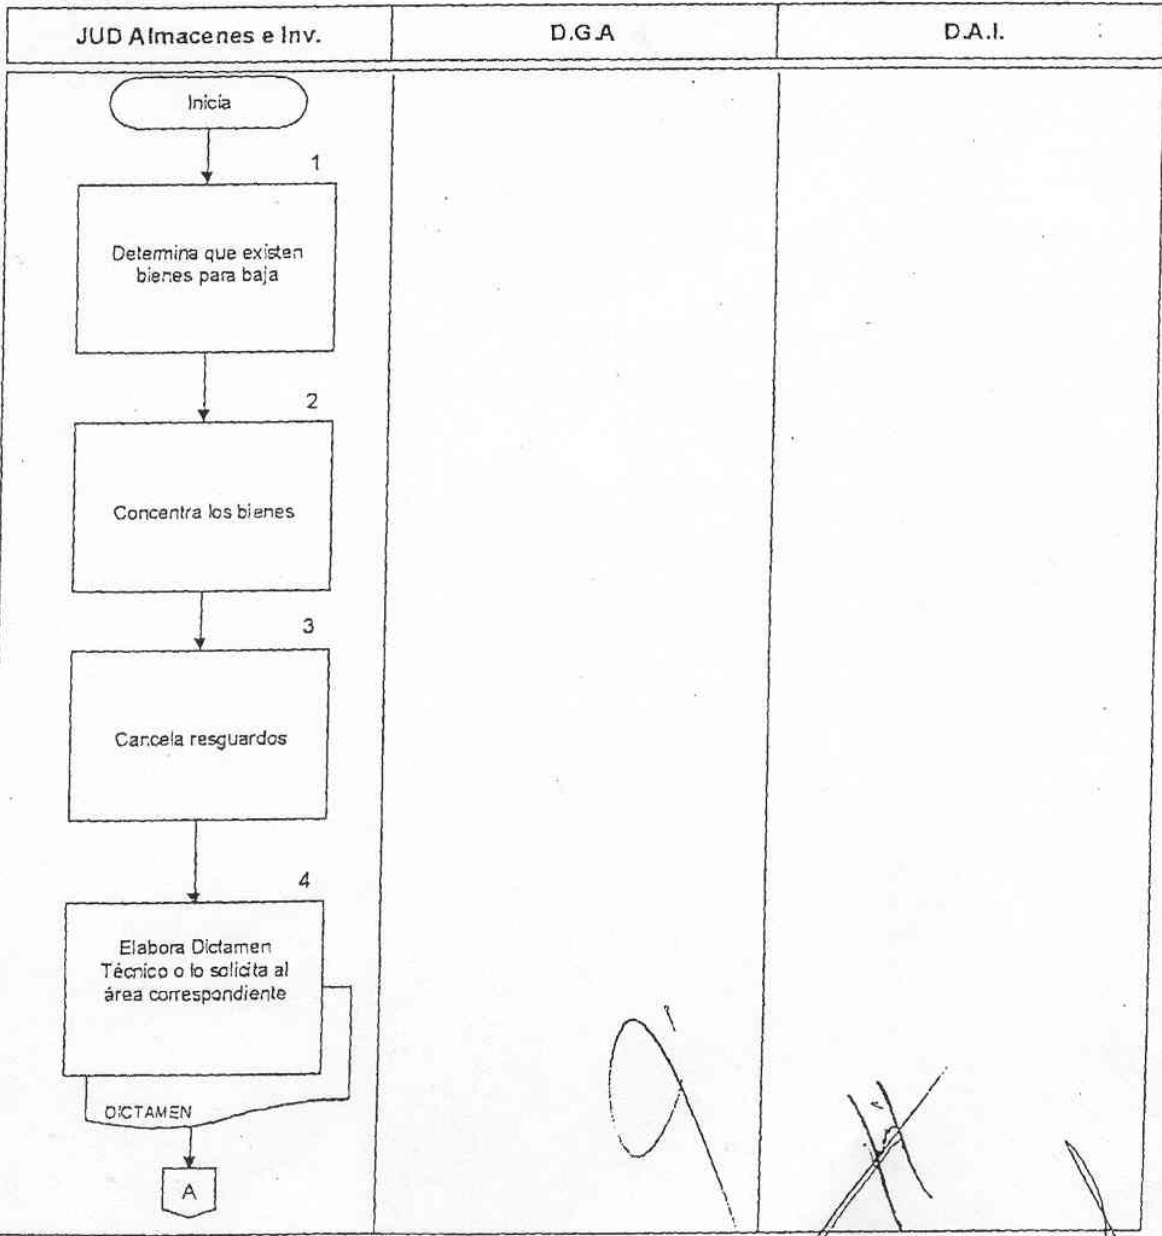 JUD Almacenes e Inv.
D.G.A
D.A.I.
Inicia
1
Determina que existen
bienes para baja
2
Concentra los bienes
3
Cancela resguardos
4
Elabora Dictamen
Técnico o lo solicita al
área correspondiente
DICTAMEN
A